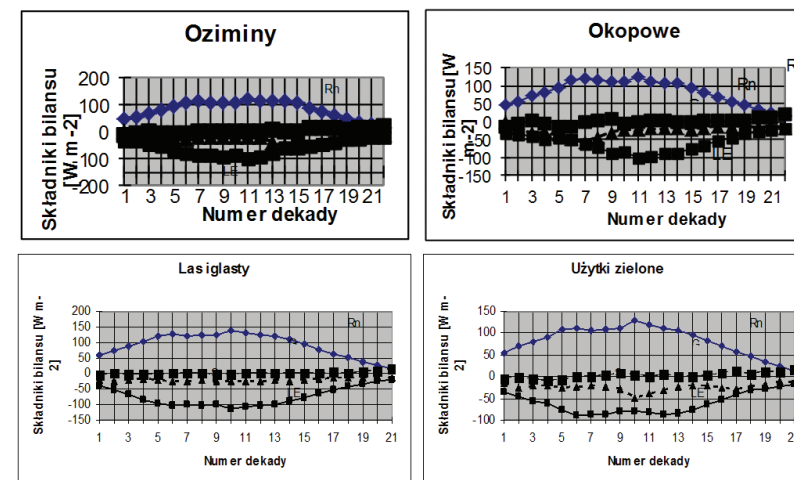 Oziminy
Składniki bilansu
[W m-2]
200
100
0
-100
-200
Rn
LE
1 3 5 7 9 11 13 15 17 19 21
Numer dekady
Okopowe
Składniki bilansu[W
m-2]
150
100
50
0
-50
-100
-150
Rn
G
LE
1 3 5 7 9 11 13 15 17 19 21
Numer dekady
R
Las iglasty
Składniki bilansu [W m-
2]
200
150
100
50
0
-50
-100
-150
Rn
1 3 5 7 9 11 13 15 17 19 21
Numer dekady
Użytki zielone
Składniki bilansu [W m-
2]
150
100
50
0
-50
-100
Rn
G
LE
1 3 5 7 9 11 13 15 17 19 2
Numer dekady